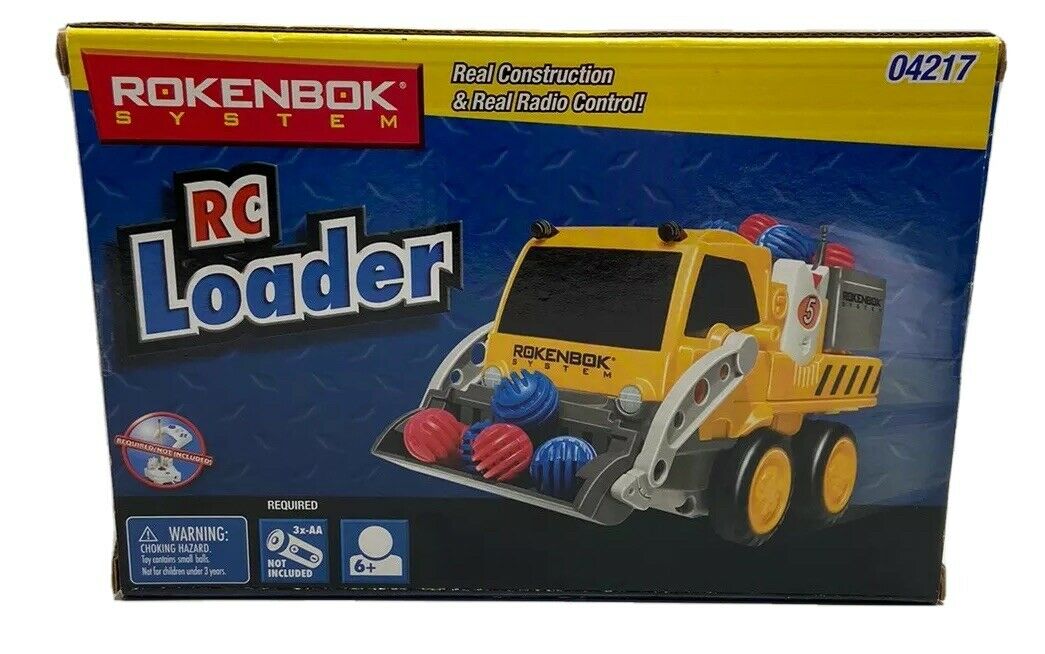 ROKENBOK®
SYSTEM
Real Construction
& Real Radio Control!
04217
RC
Loader
ROKENBOK
SYSTEM
5
ROKENBOK®
SYSTEM
REQUIRED/NOT INCLUDED!
REQUIRED
3x-AA
NOT
INCLUDED
6+
WARNING:
CHOKING HAZARD.
Toy contains small balls.
Not for children under 3 years.